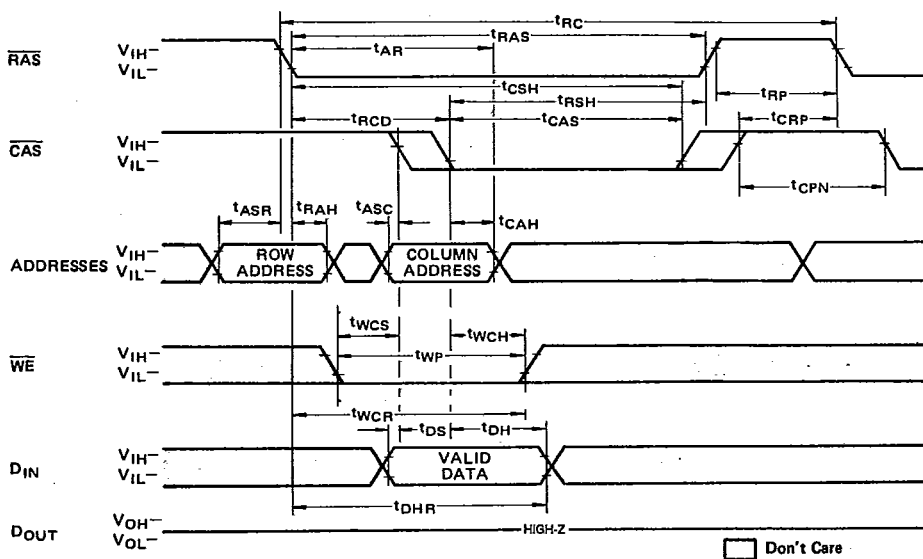 tRC
tRAS
tAR
RAS
VIH–
VIL–
tCSH
tRP
tRSH
tRCD
tCAS
tCRP
CAS
VIH–
VIL–
tCPN
tASR
tRAH
tASC
tCAH
ADDRESSES
VIH–
VIL–
ROW
ADDRESS
COLUMN
ADDRESS
tWCS
tWCH
tWP
WE
VIH–
VIL–
tWCR
tDS
tDH
DIN
VIH–
VIL–
VALID
DATA
tDHR
DOUT
VOH–
VOL–
HIGH-Z
Don't Care